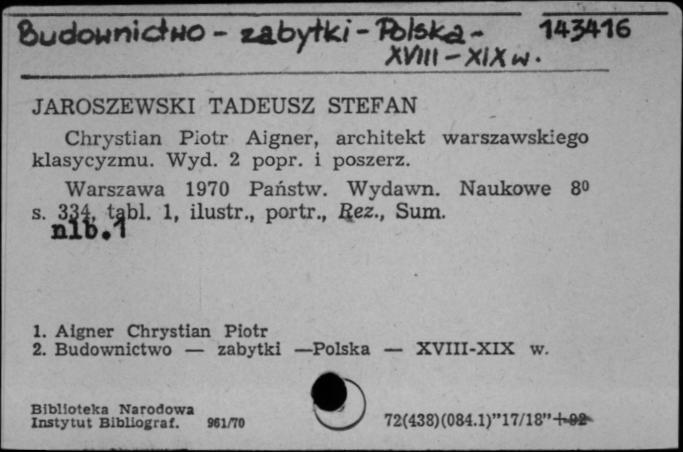 Budownictwo - zabytki - Polska - 143416
XVIII - XIX w.
JAROSZEWSKI TADEUSZ STEFAN
Chrystian Piotr Aigner, architekt warszawskiego
klasycyzmu. Wyd. 2 popr. i poszerz.
Warszawa 1970 Państw. Wydawn. Naukowe 8⁰
s. 334, tabl. 1, ilustr., portr., Rez., Sum.
nlb.1
1. Aigner Chrystian Piotr
2. Budownictwo — zabytki —Polska — XVIII-XIX w.
Biblioteka Narodowa
Instytut Bibliograf. 961/70
72(438)(084.1)"17/18"+92